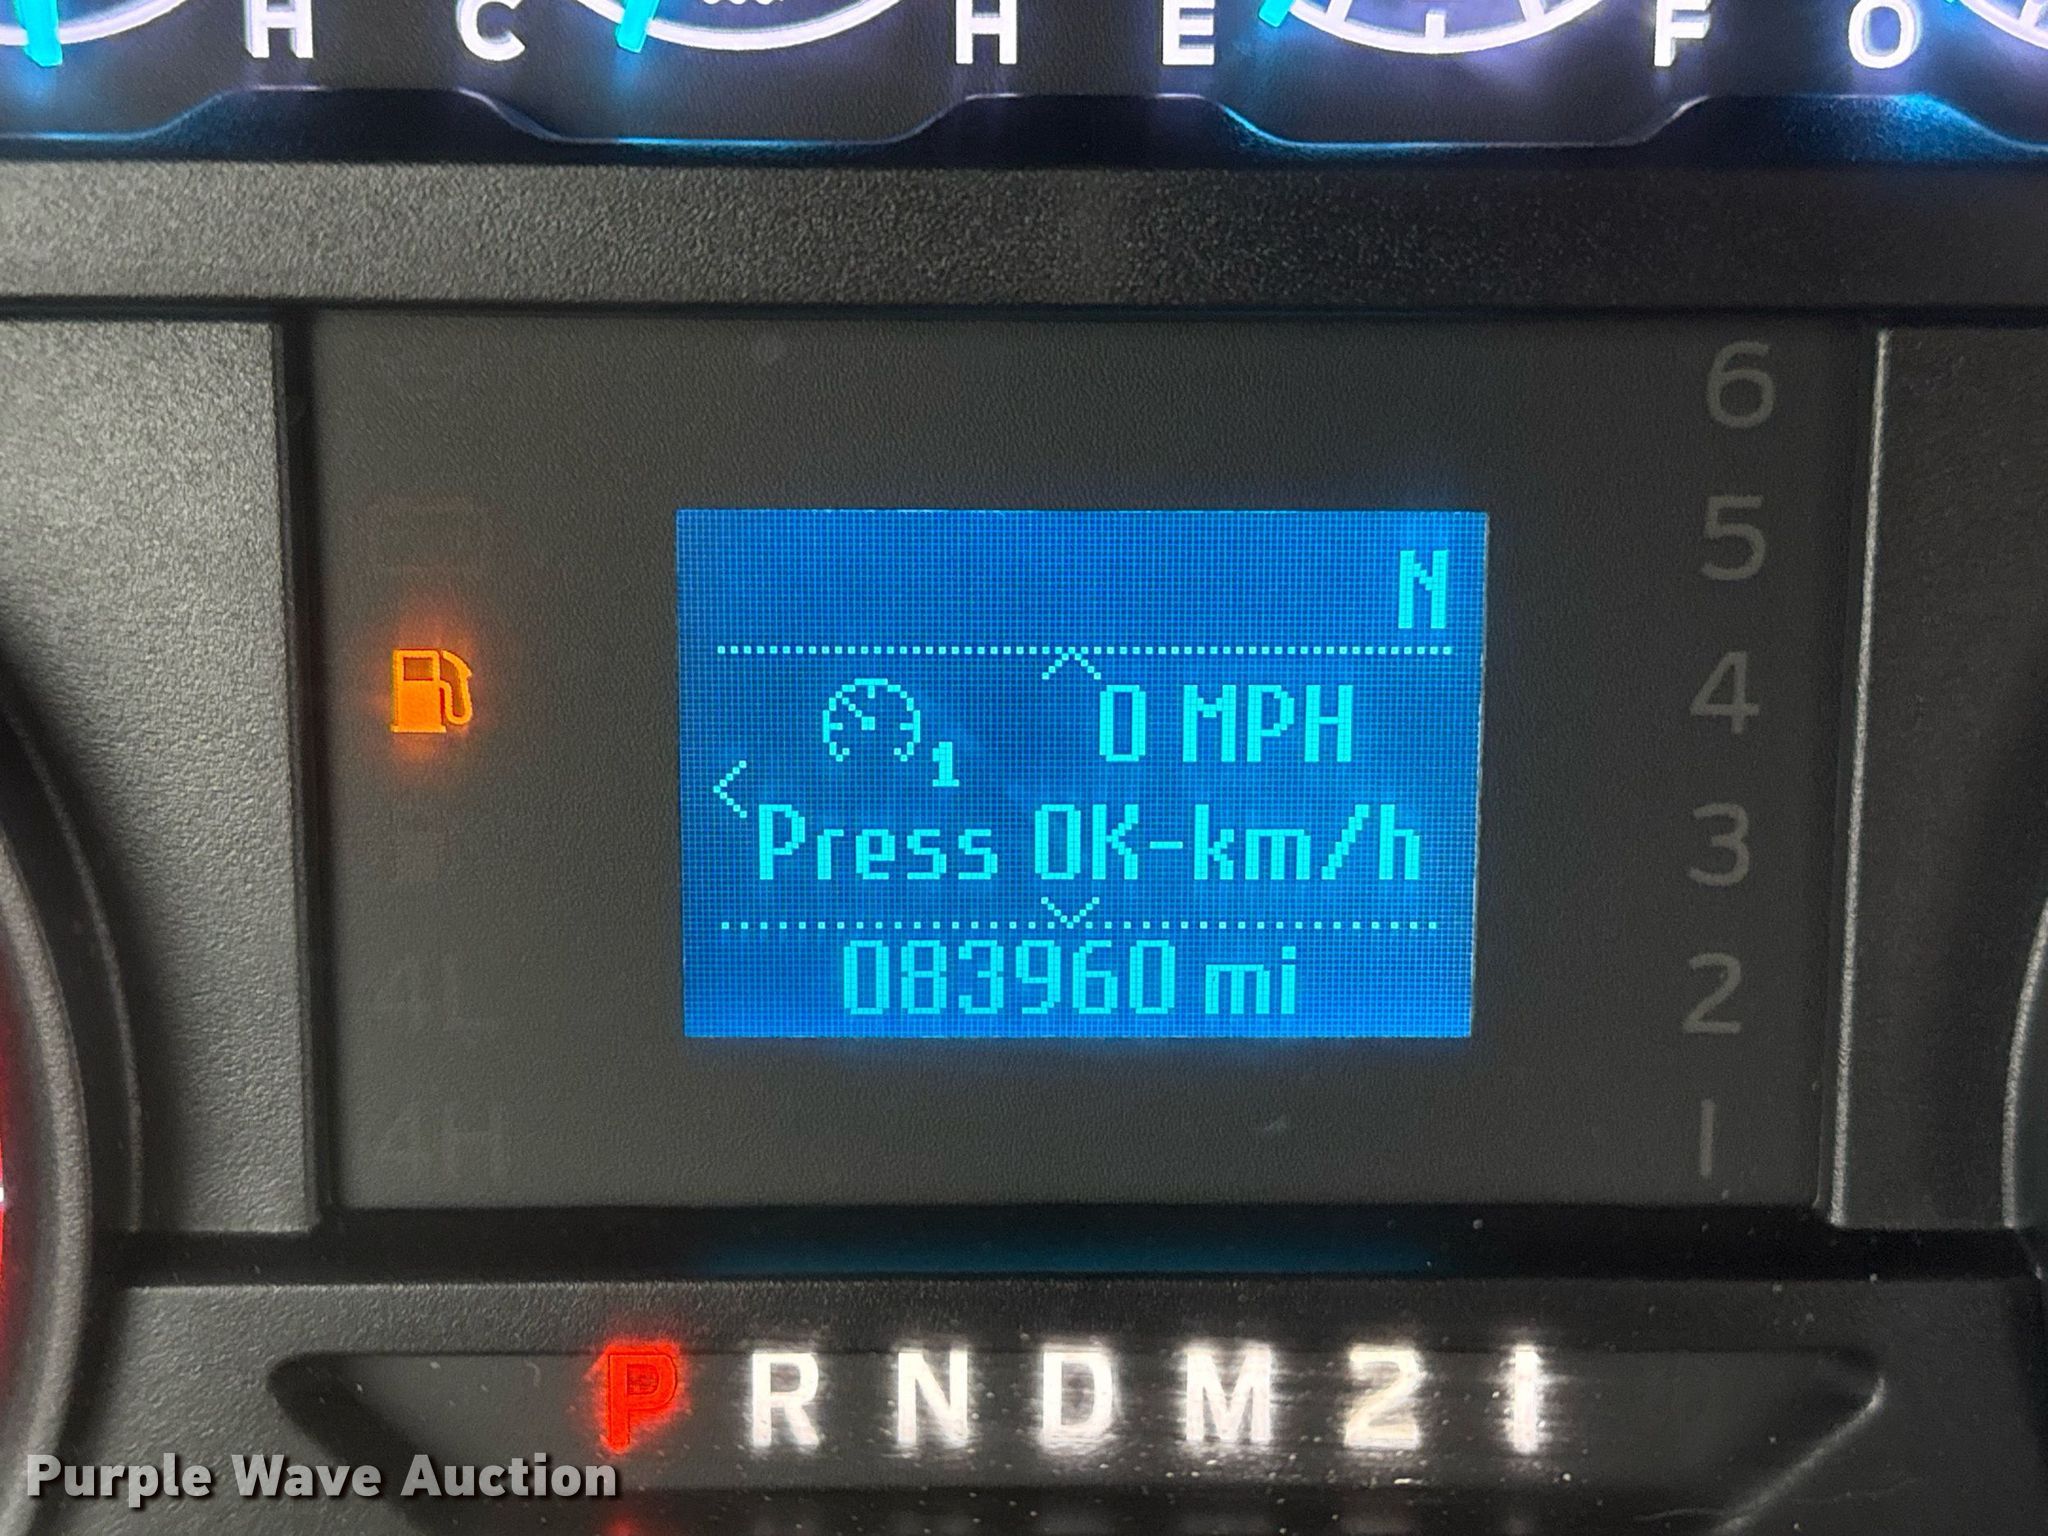 H C H E F O
6
5
N
4
1 0 MPH
3
Press OK-km/h
083960 mi
2
1
4H
P R N D M 2 1
Purple Wave Auction